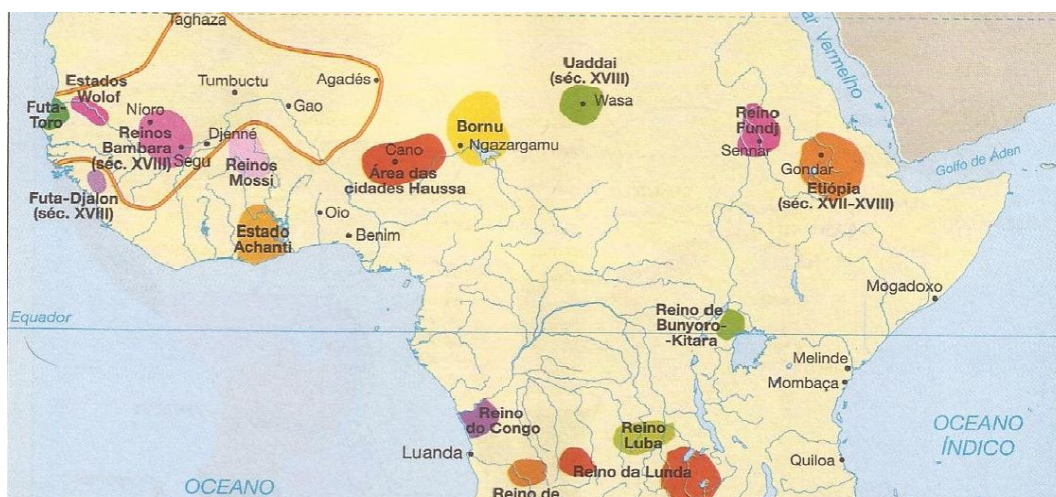 Taghaza
Mar Vermelho
Estados
Wolof
Tumbuctu
Agadés
Uaddai
(séc. XVIII)
Wasa
Futa-
Toro
Nioro
Gao
Reinos
Bambara
(séc. XVIII)
Djenné
Segu
Reinos
Mossi
Cano
Área das
cidades Haussa
Bornu
Ngazargamu
Reino
Fundj
Sennar
Gondar
Etiópia
(séc. XVII-XVIII)
Golfo de Áden
Futa-Djalon
(séc. XVIII)
Oio
Benim
Estado
Achanti
Mogadoxo
Equador
Reino de
Bunyoro-
-Kitara
Melinde
Mombaça
Reino
do Congo
Luanda
Reino
Luba
Reino da Lunda
Quiloa
OCEANO
ÍNDICO
OCEANO
Reino de